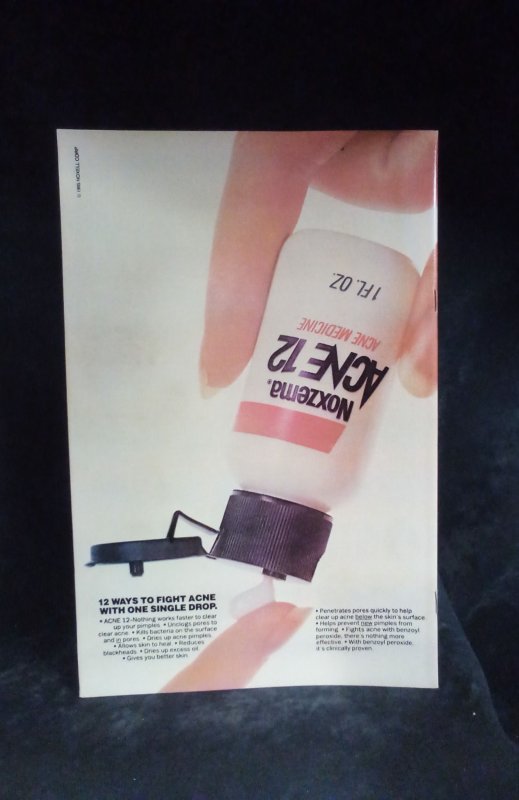 © 1985 NOXELL CORP
1 FL. OZ.
ACNE MEDICINE
ACNE 12
Noxzema®
12 WAYS TO FIGHT ACNE
WITH ONE SINGLE DROP.
• ACNE 12-Nothing works faster to clear
up your pimples. • Unclogs pores to
clear acne. • Kills bacteria on the surface
and in pores. • Dries up acne pimples.
• Allows skin to heal. • Reduces
blackheads. • Dries up excess oil.
• Gives you better skin.
• Penetrates pores quickly to help
clear up acne below the skin's surface.
• Helps prevent new pimples from
forming. • Fights acne with benzoyl
peroxide, there's nothing more
effective. • With benzoyl peroxide,
it's clinically proven.